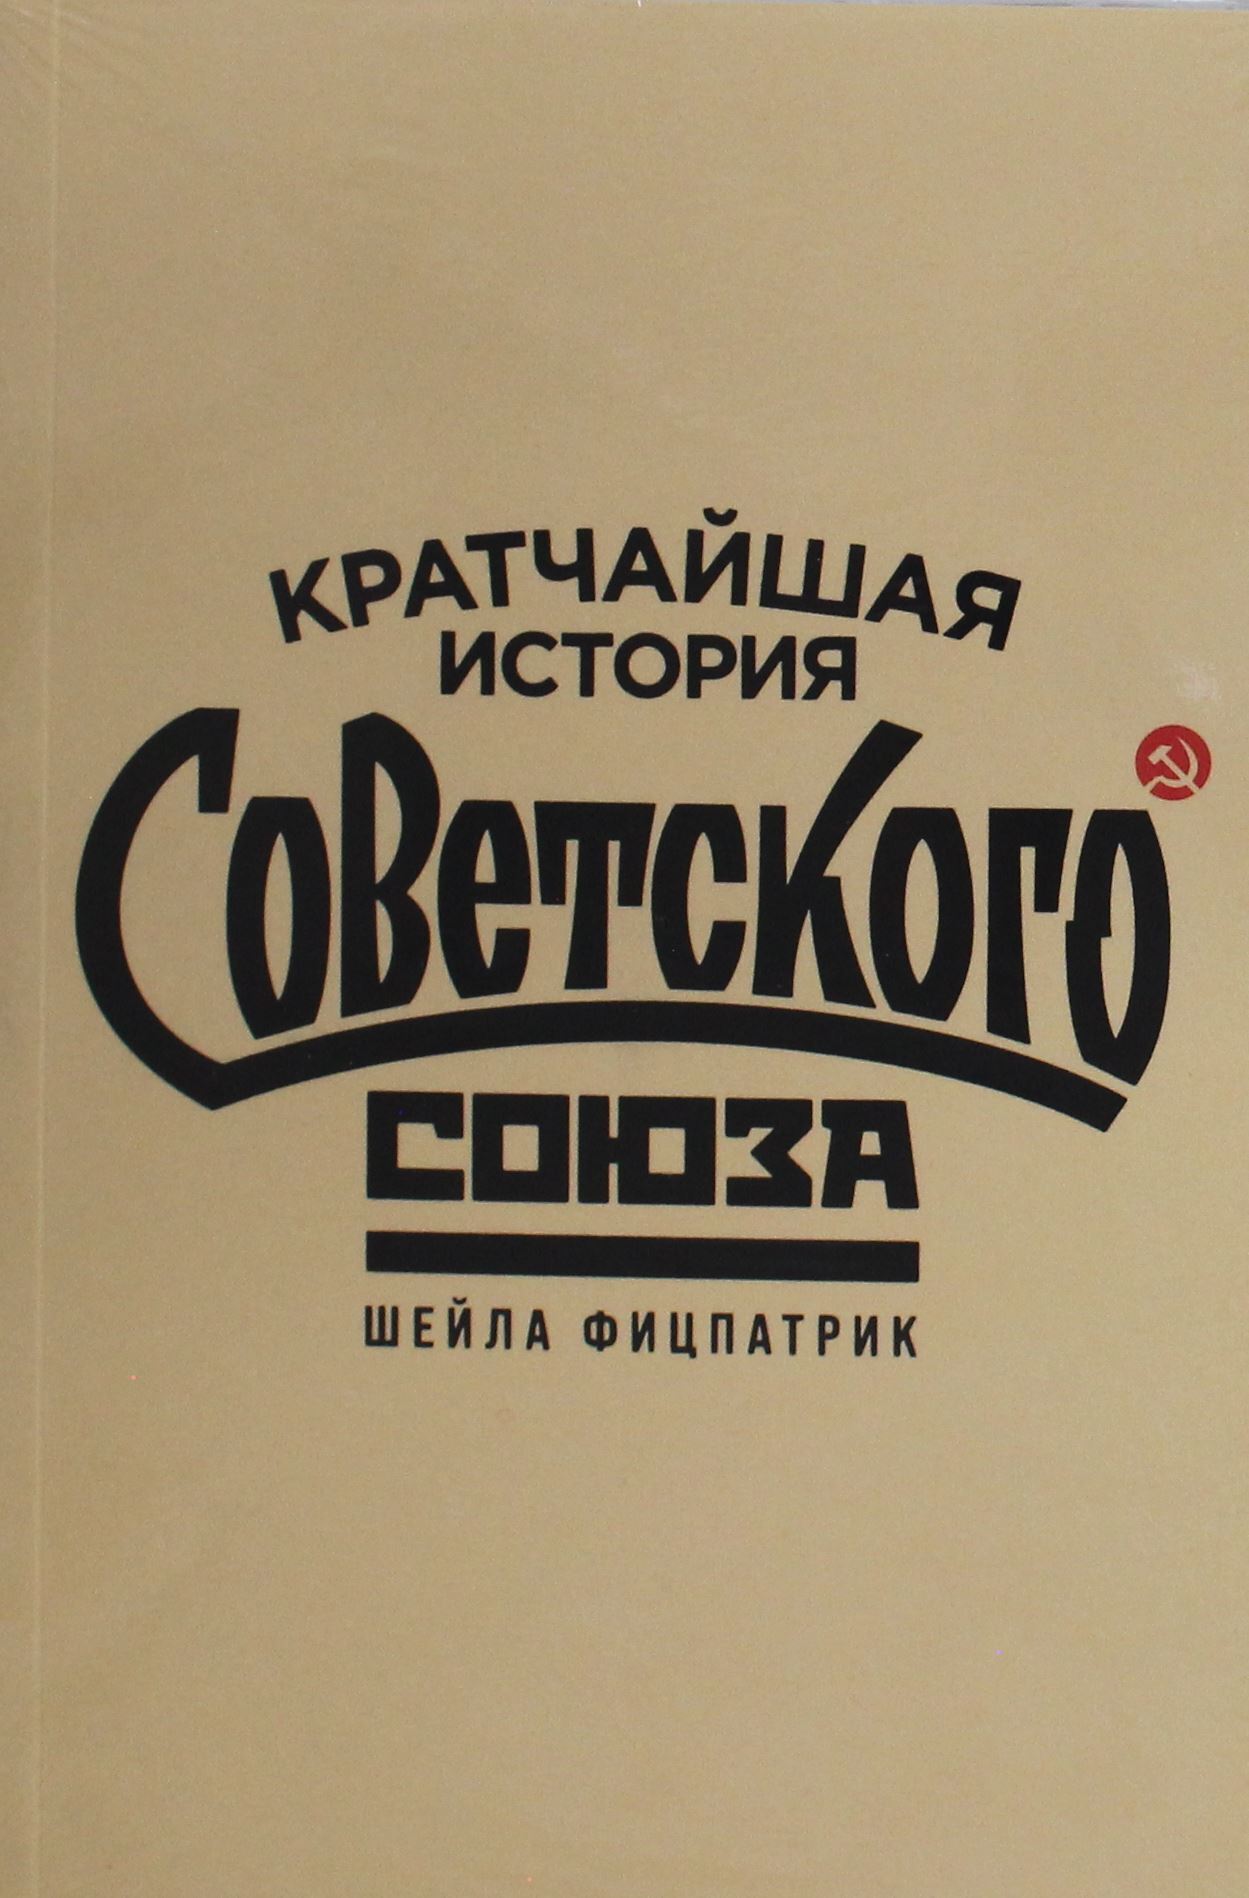 КРАТЧАЙШАЯ
ИСТОРИЯ
Советского
СОЮЗА
ШЕЙЛА ФИЦПАТРИК